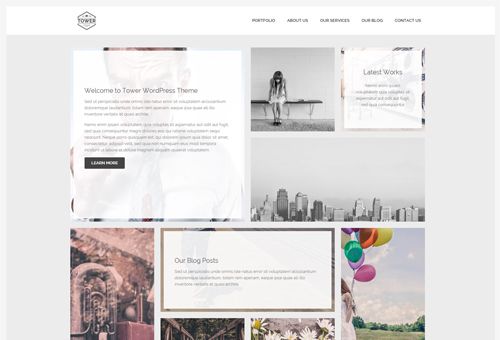 TOWER
PORTFOLIO ABOUT US OUR SERVICES OUR BLOG CONTACT US
Welcome to Tower WordPress Theme
Sed ut perspiciatis unde omnis iste natus error sit voluptatem accusantium
doloremque laudantium totam rem aperiam, eaque ipsa quae ab illo
inventore veritatis et quasi archite.
Nemo enim ipsam voluptatem quia voluptas sit aspernatur aut odit aut
fugit, sed quia consequuntur magni dolores eos qui ratione voluptatem sequi
nesciunt. Neque porro quisquam est, qui dolorem ipsum quia dolor sit amet,
consectetur, adipisci velit, sed quia non numquam eius modi tempora
incidunt ut labore et dolore magnam aliquam quaerat voluptatem.
LEARN MORE
Latest Works
Nemo enim ipsam
voluptatem quia voluptas sit
aspernatur aut odit aut fugit,
sed quia consequuntur
Our Blog Posts
Sed ut perspiciatis unde omnis iste natus error sit voluptatem accusantium
doloremque laudantium totam rem aperiam eaque ipsa quae ab illo inventore
veritatis et quasi archite.